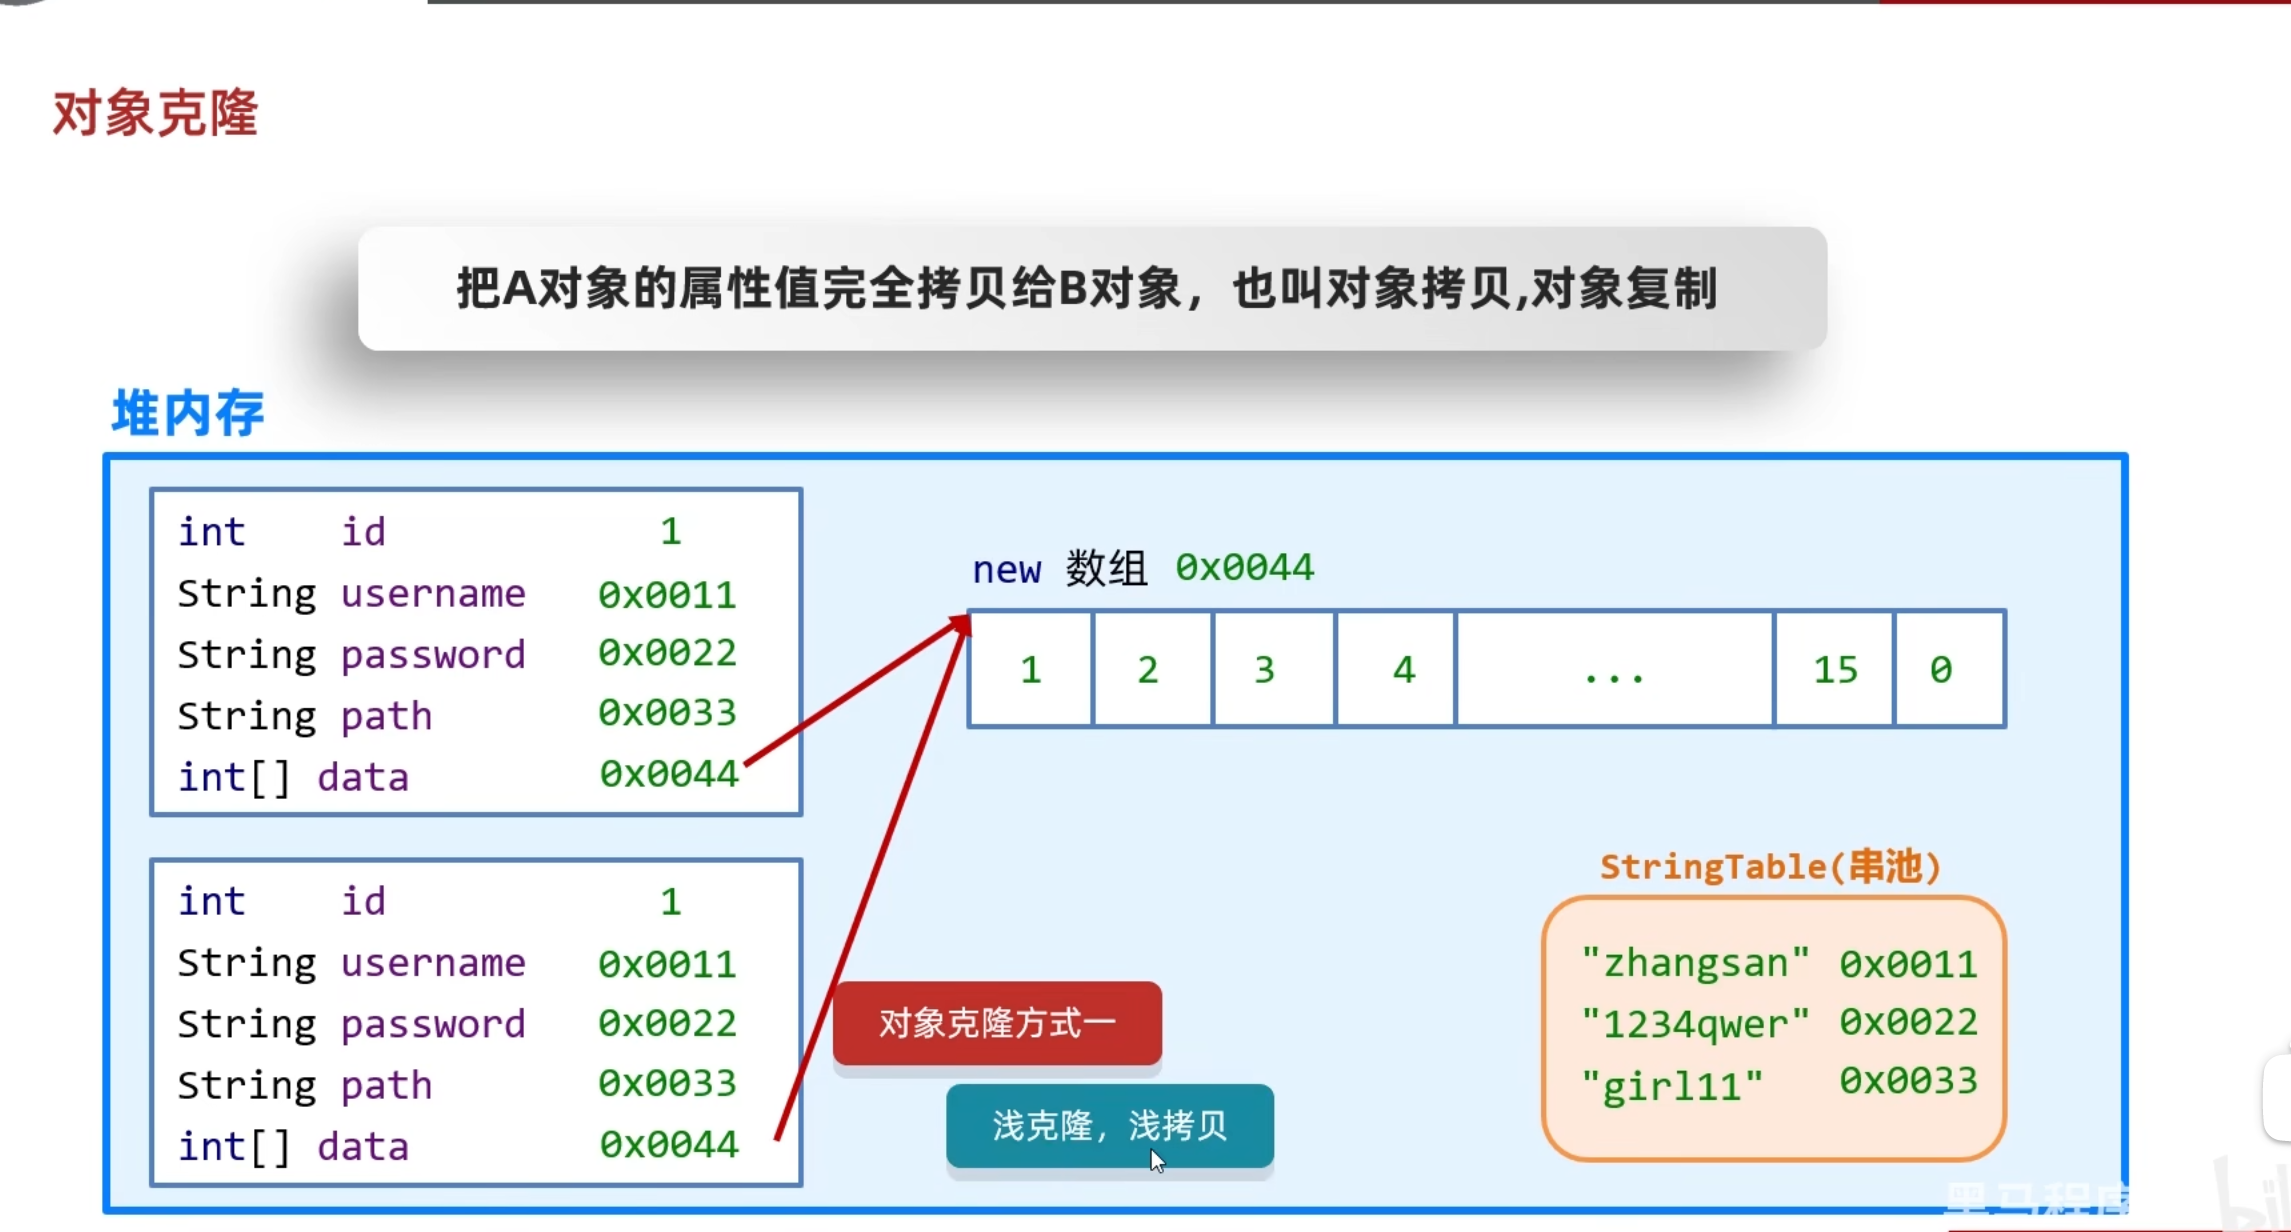 对象克隆
把A对象的属性值完全拷贝给B对象，也叫对象拷贝,对象复制
堆内存
int id 1
String username 0x0011
String password 0x0022
String path 0x0033
int[] data 0x0044
new 数组 0x0044
1 2 3 4 ... 15 0
int id 1
String username 0x0011
String password 0x0022
String path 0x0033
int[] data 0x0044
对象克隆方式一
浅克隆，浅拷贝
StringTable(串池)
"zhangsan" 0x0011
"1234qwer" 0x0022
"girl11" 0x0033
黑马程序